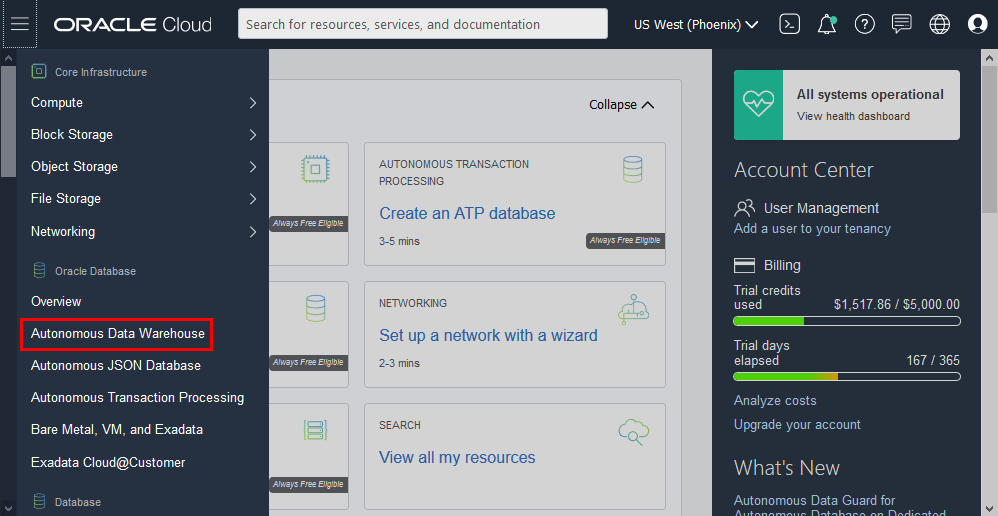 ORACLE Cloud
Search for resources, services, and documentation
US West (Phoenix)
Core Infrastructure
Compute
Block Storage
Object Storage
File Storage
Networking
Oracle Database
Overview
Autonomous Data Warehouse
Autonomous JSON Database
Autonomous Transaction Processing
Bare Metal, VM, and Exadata
Exadata Cloud@Customer
Database
Collapse
Always Free Eligible
AUTONOMOUS TRANSACTION
PROCESSING
Create an ATP database
3-5 mins
Always Free Eligible
Always Free Eligible
NETWORKING
Set up a network with a wizard
2-3 mins
Always Free Eligible
SEARCH
View all my resources
All systems operational
View health dashboard
Account Center
User Management
Add a user to your tenancy
Billing
Trial credits
used
$1,517.86 / $5,000.00
Trial days
elapsed
167 / 365
Analyze costs
Upgrade your account
What's New
Autonomous Data Guard for
Autonomous Database on Dedicated